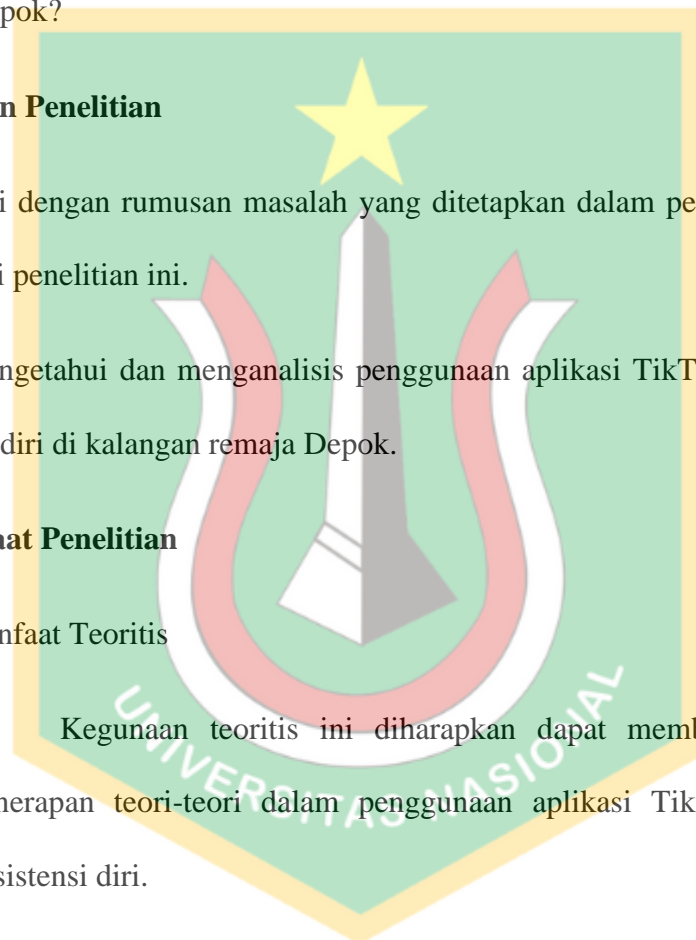 pok?
n Penelitian
i dengan rumusan masalah yang ditetapkan dalam pe
i penelitian ini.
ngetahui dan menganalisis penggunaan aplikasi TikT
diri di kalangan remaja Depok.
aat Penelitian
nfaat Teoritis
Kegunaan teoritis ini diharapkan dapat memb
nerapan teori-teori dalam penggunaan aplikasi Tik
sistensi diri.
UNIVERSITAS NASIONAL